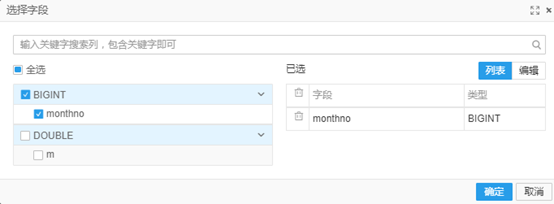 选择字段
输入关键字搜索列，包含关键字即可
全选
BIGINT
monthno
DOUBLE
m
已选
列表 编辑
字段 类型
monthno BIGINT
确定 取消